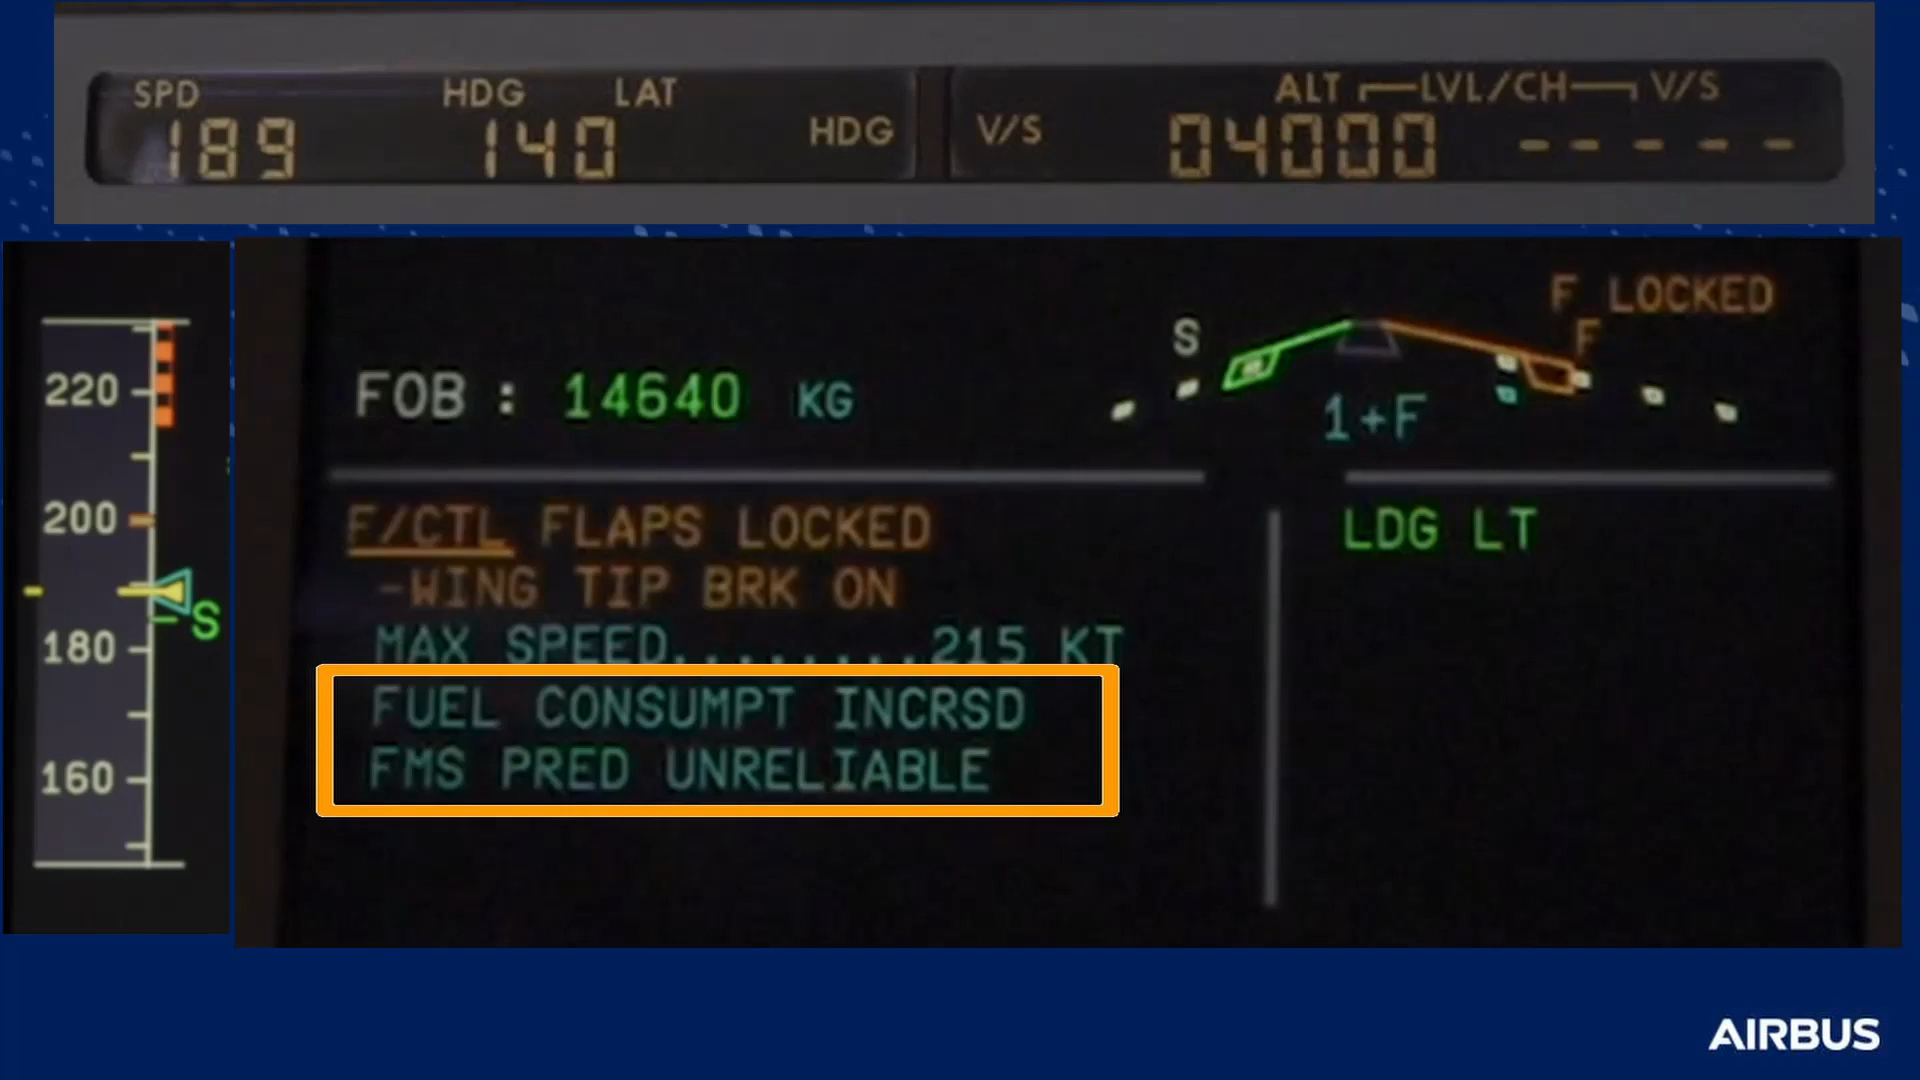 SPD HDG LAT ALT LVL/CH V/S
189 140 HDG V/S 04000 -----
220
200
180
160
S
F LOCKED
S F
FOB : 14640 KG
1+F
F/CTL FLAPS LOCKED
-WING TIP BRK ON
MAX SPEED........215 KT
FUEL CONSUMPT INCRSD
FMS PRED UNRELIABLE
LDG LT
AIRBUS